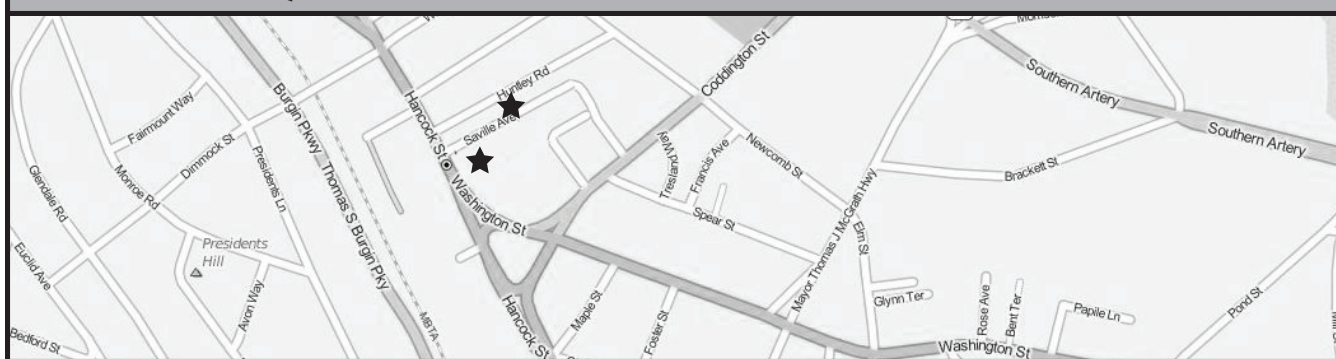 Southern Artery
Southern Artery
Coddington St
Huntley Rd
Saville Ave
Hancock St
Burgin Pkwy
Thomas S Burgin Pky
Fairmount Way
Dimmock St
Presidents Ln
Monroe Rd
Glendale Rd
Euclid Ave
Bedford St
Presidents
Hill
Avon Way
MBTA
Washington St
Hancock St
Maple St
Foster St
Spear St
Francis Ave
Newcomb St
Elm St
Mayor Thomas J McGrath Hwy
Brackett St
Glynn Ter
Rose Ave
Bent Ter
Papile Ln
Pond St
Washington St